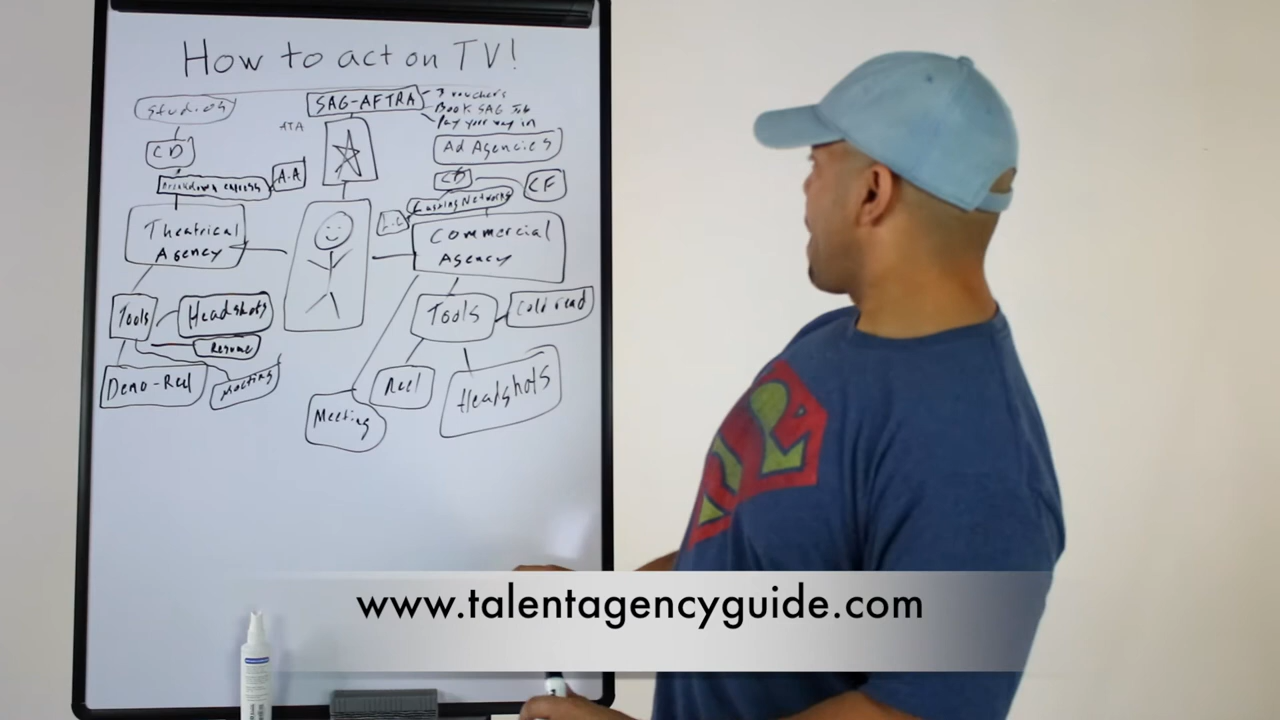 How to act on TV!
Studios
SAG-AFTRA
3 vouchers
Book SAG Job
Pay your way in
ATA
CD
Ad Agencies
Breakdown express
A.A
CD
CF
Casting Networks
L.C
Theatrical
Agency
Commercial
Agency
Tools
Headshots
Resume
Demo-Reel
Meeting
Tools
Cold read
Reel
Headshots
Meeting
www.talentagencyguide.com